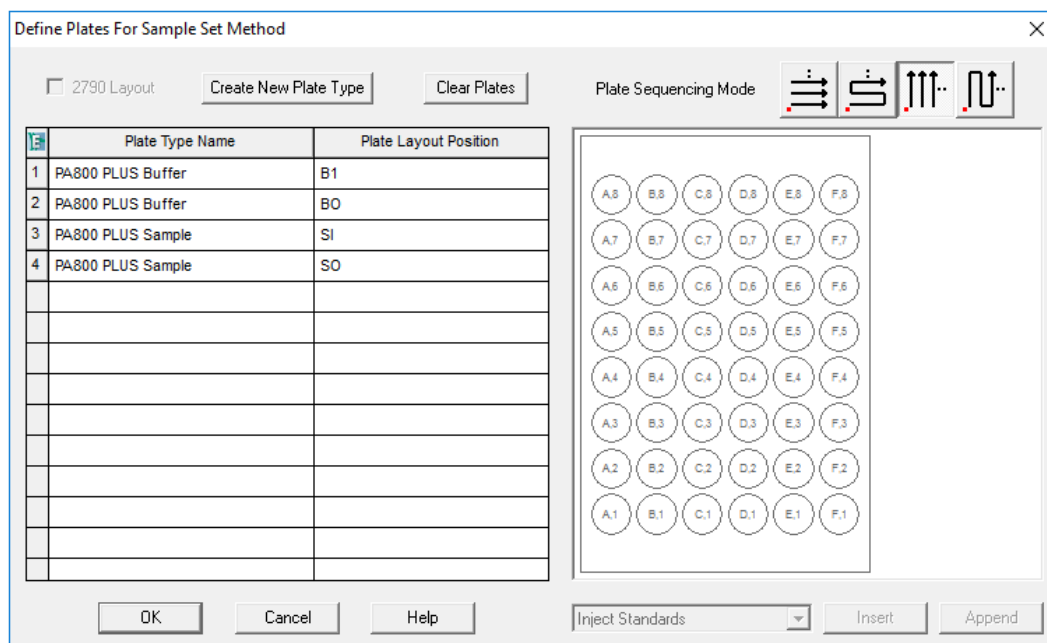 Define Plates For Sample Set Method
2790 Layout
Create New Plate Type
Clear Plates
Plate Sequencing Mode
E Plate Type Name Plate Layout Position
1 PA800 PLUS Buffer B1
2 PA800 PLUS Buffer BO
3 PA800 PLUS Sample SI
4 PA800 PLUS Sample SO
A,8 B,8 C,8 D,8 E,8 F,8
A,7 B,7 C,7 D,7 E,7 F,7
A,6 B,6 C,6 D,6 E,6 F,6
A,5 B,5 C,5 D,5 E,5 F,5
A,4 B,4 C,4 D,4 E,4 F,4
A,3 B,3 C,3 D,3 E,3 F,3
A,2 B,2 C,2 D,2 E,2 F,2
A,1 B,1 C,1 D,1 E,1 F,1
OK
Cancel
Help
Inject Standards
Insert
Append